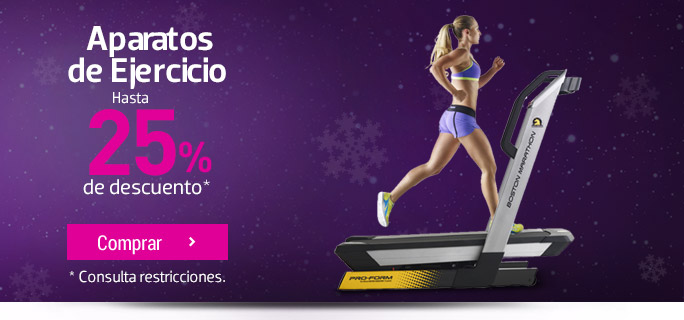 Aparatos
de Ejercicio
Hasta
25%
de descuento*
Comprar >
* Consulta restricciones.
BOSTON MARATHON
PRO-FORM